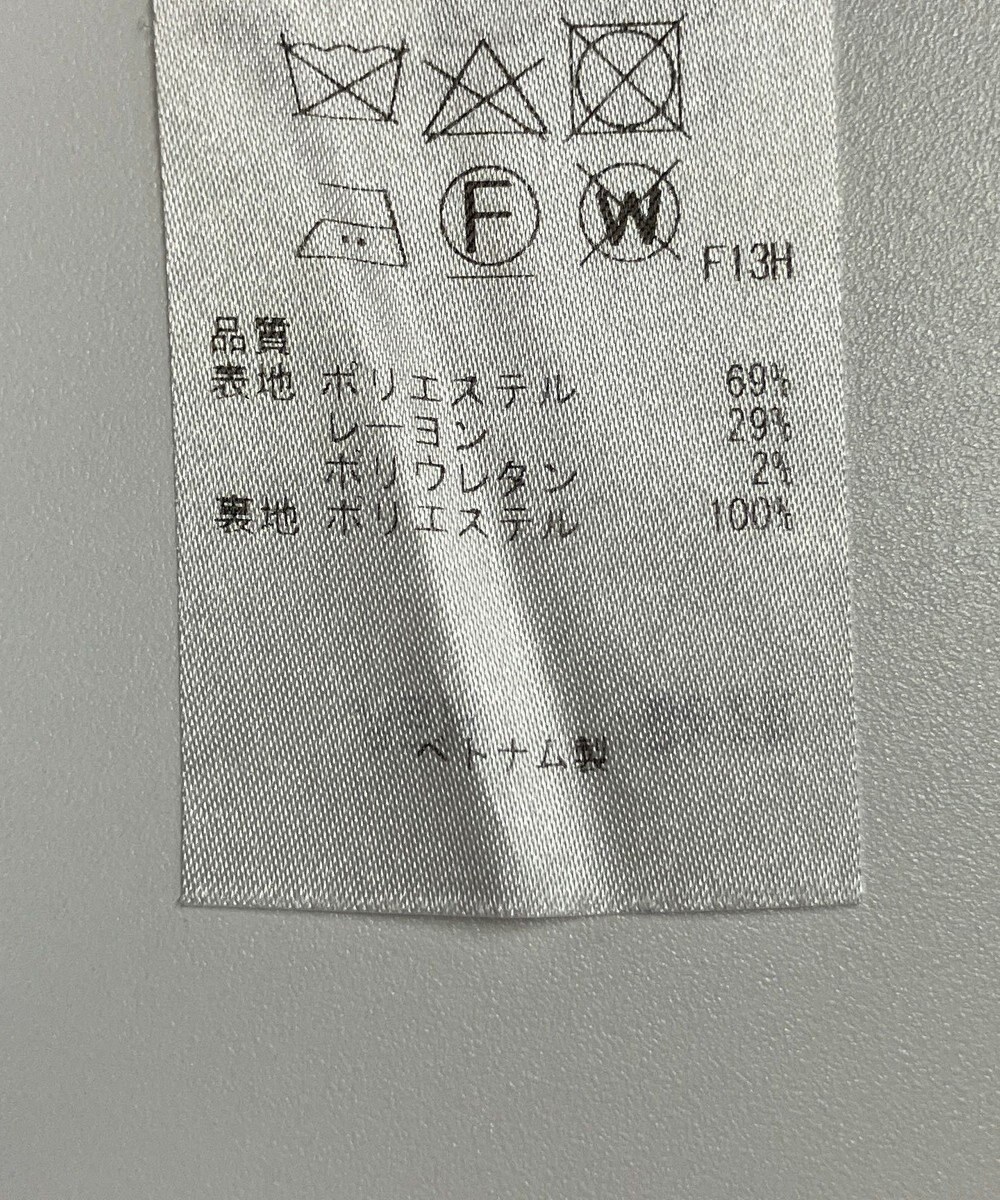 F W F13H
品質
表地 ポリエステル 69%
レーヨン 29%
ポリウレタン 2%
裏地 ポリエステル 100%
ベトナム製